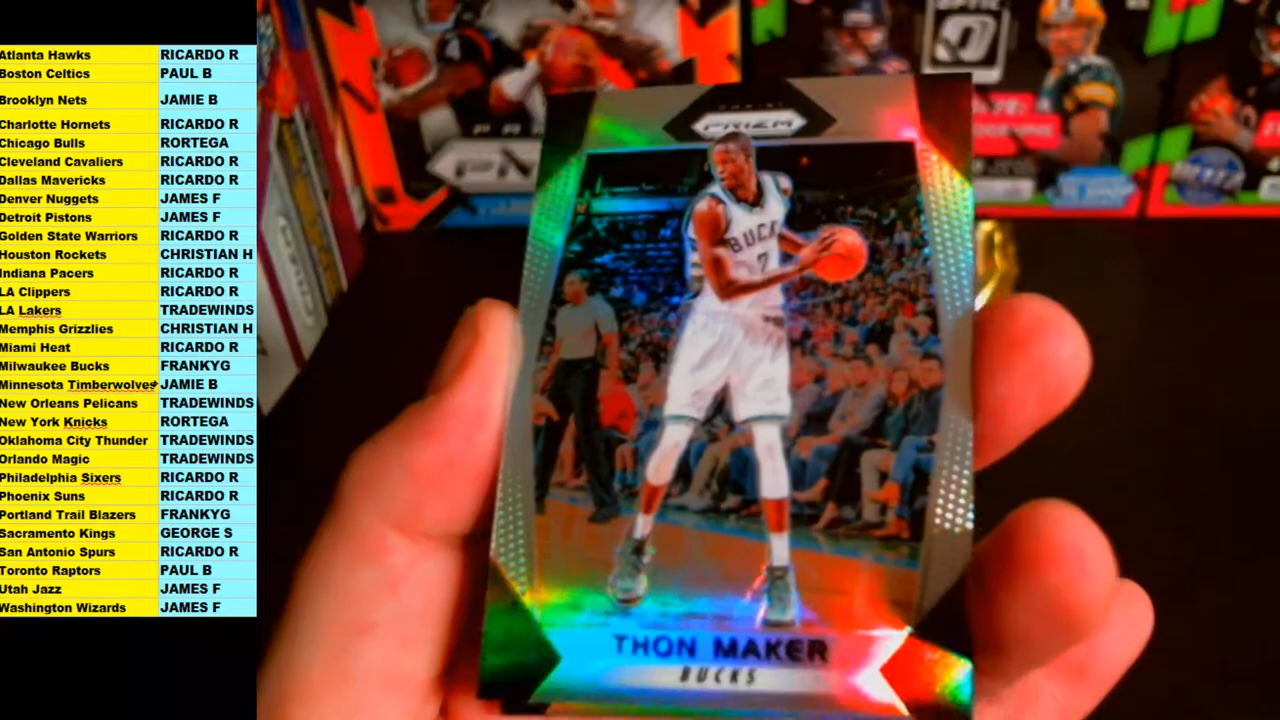 Atlanta Hawks RICARDO R
Boston Celtics PAUL B
Brooklyn Nets JAMIE B
Charlotte Hornets RICARDO R
Chicago Bulls RORTEGA
Cleveland Cavaliers RICARDO R
Dallas Mavericks RICARDO R
Denver Nuggets JAMES F
Detroit Pistons JAMES F
Golden State Warriors RICARDO R
Houston Rockets CHRISTIAN H
Indiana Pacers RICARDO R
LA Clippers RICARDO R
LA Lakers TRADEWINDS
Memphis Grizzlies CHRISTIAN H
Miami Heat RICARDO R
Milwaukee Bucks FRANKYG
Minnesota Timberwolves JAMIE B
New Orleans Pelicans TRADEWINDS
New York Knicks RORTEGA
Oklahoma City Thunder TRADEWINDS
Orlando Magic TRADEWINDS
Philadelphia Sixers RICARDO R
Phoenix Suns RICARDO R
Portland Trail Blazers FRANKYG
Sacramento Kings GEORGE S
San Antonio Spurs RICARDO R
Toronto Raptors PAUL B
Utah Jazz JAMES F
Washington Wizards JAMES F
OPTIC
PANINI
PRIZM
BUCK
7
THON MAKER
BUCKS